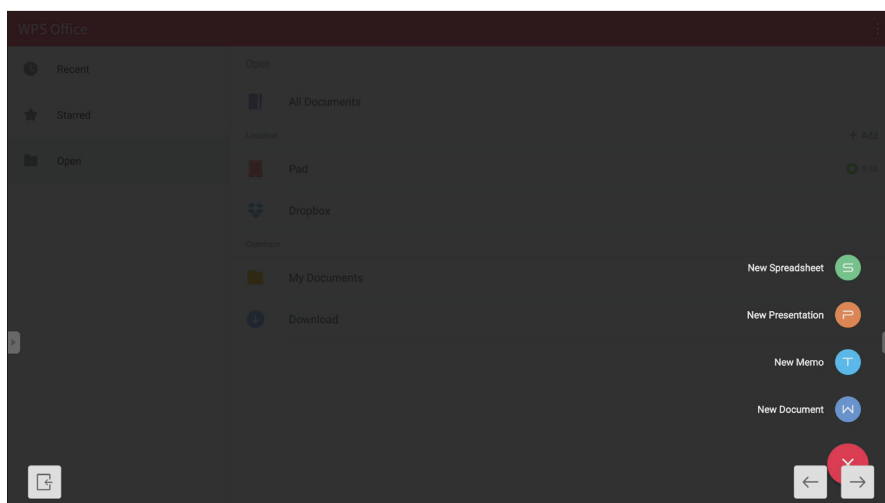 WPS Office
Recent
Starred
Open
Open
All Documents
Location
+ Add
Pad
Dropbox
Common
My Documents
Download
New Spreadsheet
S
New Presentation
P
New Memo
T
New Document
W